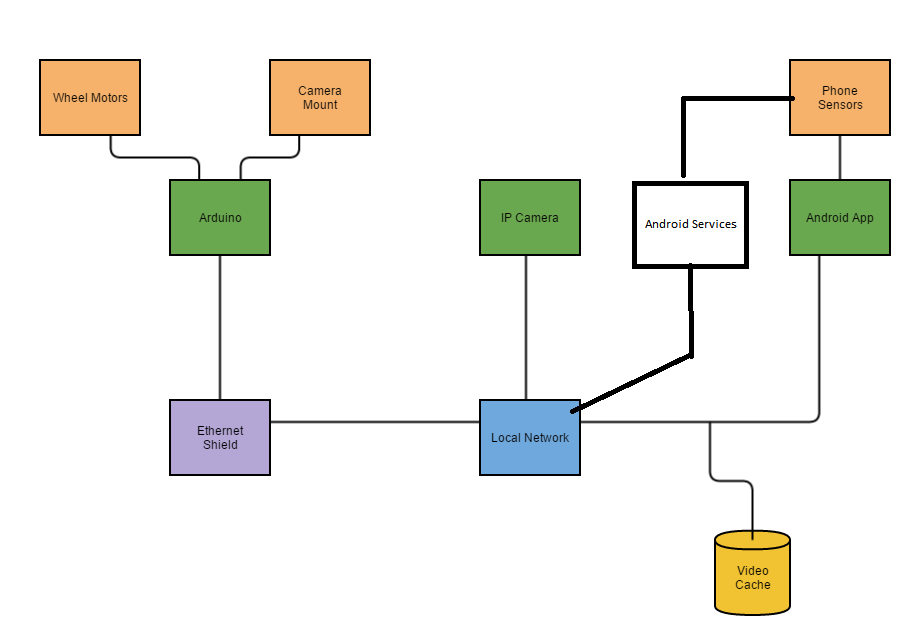 Wheel Motors
Camera
Mount
Phone
Sensors
Arduino
IP Camera
Android Services
Android App
Ethernet
Shield
Local Network
Video
Cache